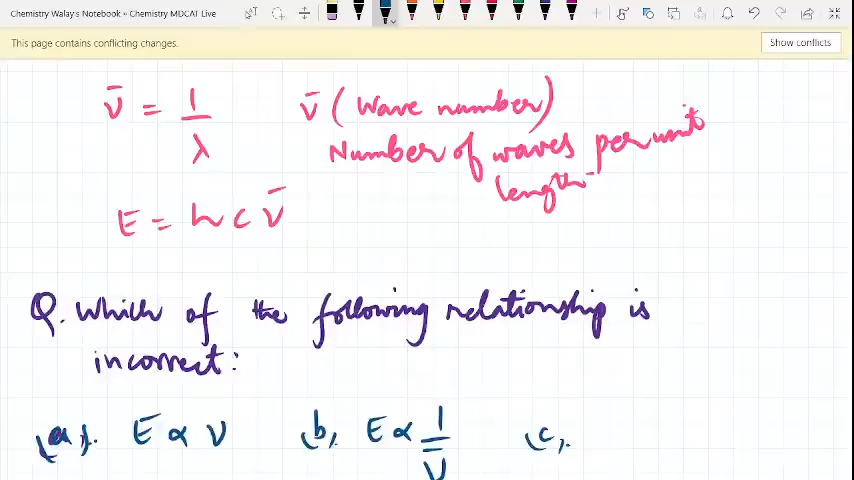 Chemistry Walay's Notebook » Chemistry MDCAT Live
This page contains conflicting changes.
Show conflicts
ν̄ = 1/λ ν̄ (Wave number)
Number of waves per unit
length
E = h c ν̄
Q. Which of the following relationship is
incorrect:
(a). E ∝ ν (b). E ∝ 1/ν̄ (c).